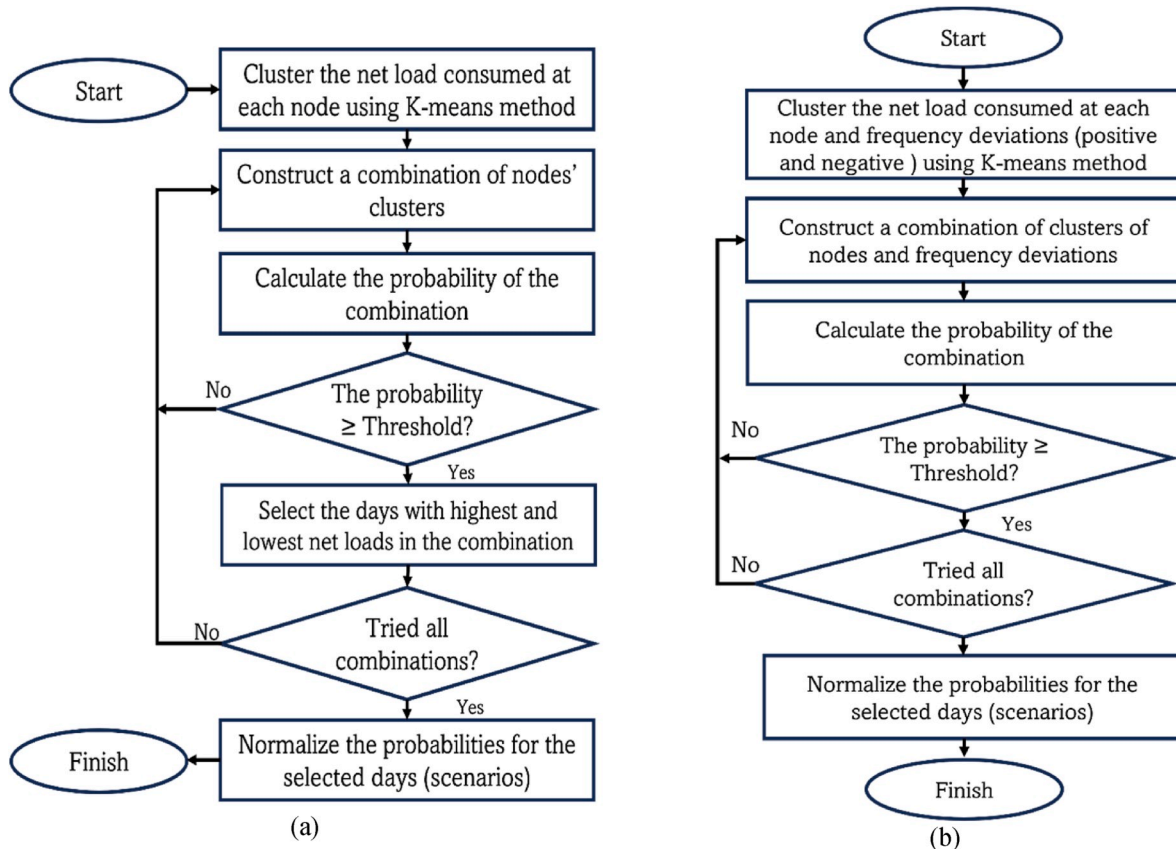 Start
Cluster the net load consumed at
each node using K-means method
Construct a combination of nodes’
clusters
Calculate the probability of the
combination
No
The probability
≥ Threshold?
Yes
Select the days with highest and
lowest net loads in the combination
No
Tried all
combinations?
Yes
Normalize the probabilities for the
selected days (scenarios)
Finish
(a)
Start
Cluster the net load consumed at each
node and frequency deviations (positive
and negative ) using K-means method
Construct a combination of clusters of
nodes and frequency deviations
Calculate the probability of the
combination
No
The probability ≥
Threshold?
Yes
No
Tried all
combinations?
Normalize the probabilities for the
selected days (scenarios)
Finish
(b)